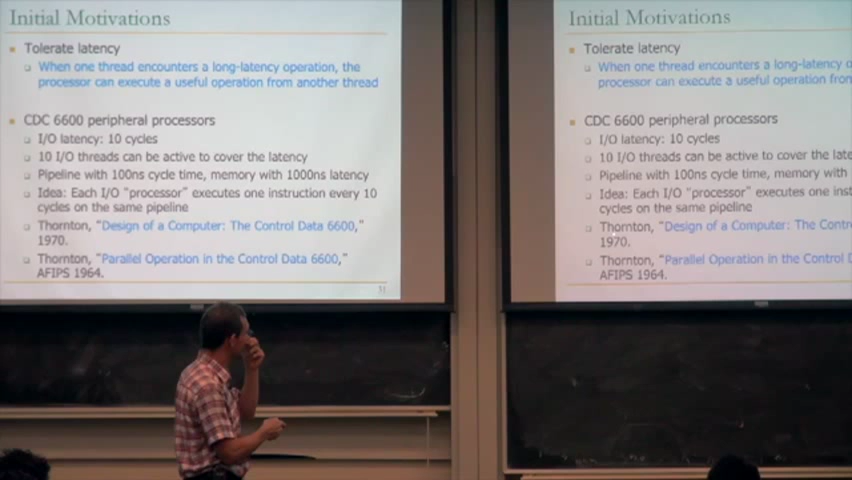 Initial Motivations
Tolerate latency
When one thread encounters a long-latency operation, the
processor can execute a useful operation from another thread
CDC 6600 peripheral processors
I/O latency: 10 cycles
10 I/O threads can be active to cover the latency
Pipeline with 100ns cycle time, memory with 1000ns latency
Idea: Each I/O "processor" executes one instruction every 10
cycles on the same pipeline
Thornton, "Design of a Computer: The Control Data 6600,"
1970.
Thornton, "Parallel Operation in the Control Data 6600,"
AFIPS 1964.
31
Initial Motivations
Tolerate latency
When one thread encounters a long-latency o
processor can execute a useful operation from
CDC 6600 peripheral processors
I/O latency: 10 cycles
10 I/O threads can be active to cover the late
Pipeline with 100ns cycle time, memory with
Idea: Each I/O "processor" executes one inst
cycles on the same pipeline
Thornton, "Design of a Computer: The Contro
1970.
Thornton, "Parallel Operation in the Control D
AFIPS 1964.